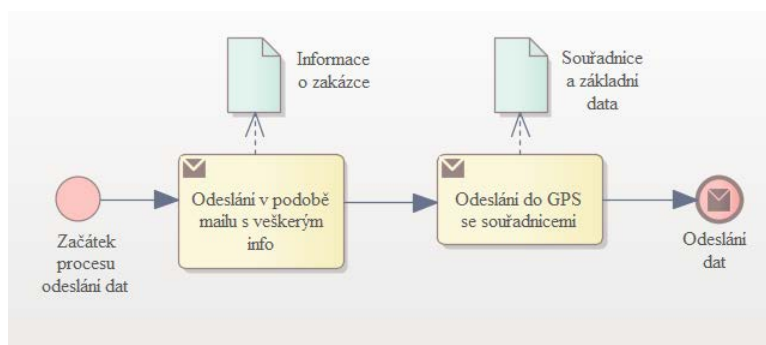 Informace
o zakázce
Souřadnice
a základní
data
Odeslání v podobě
mailu s veškerým
info
Odeslání do GPS
se souřadnicemi
Začátek
procesu
odeslání dat
Odeslání
dat